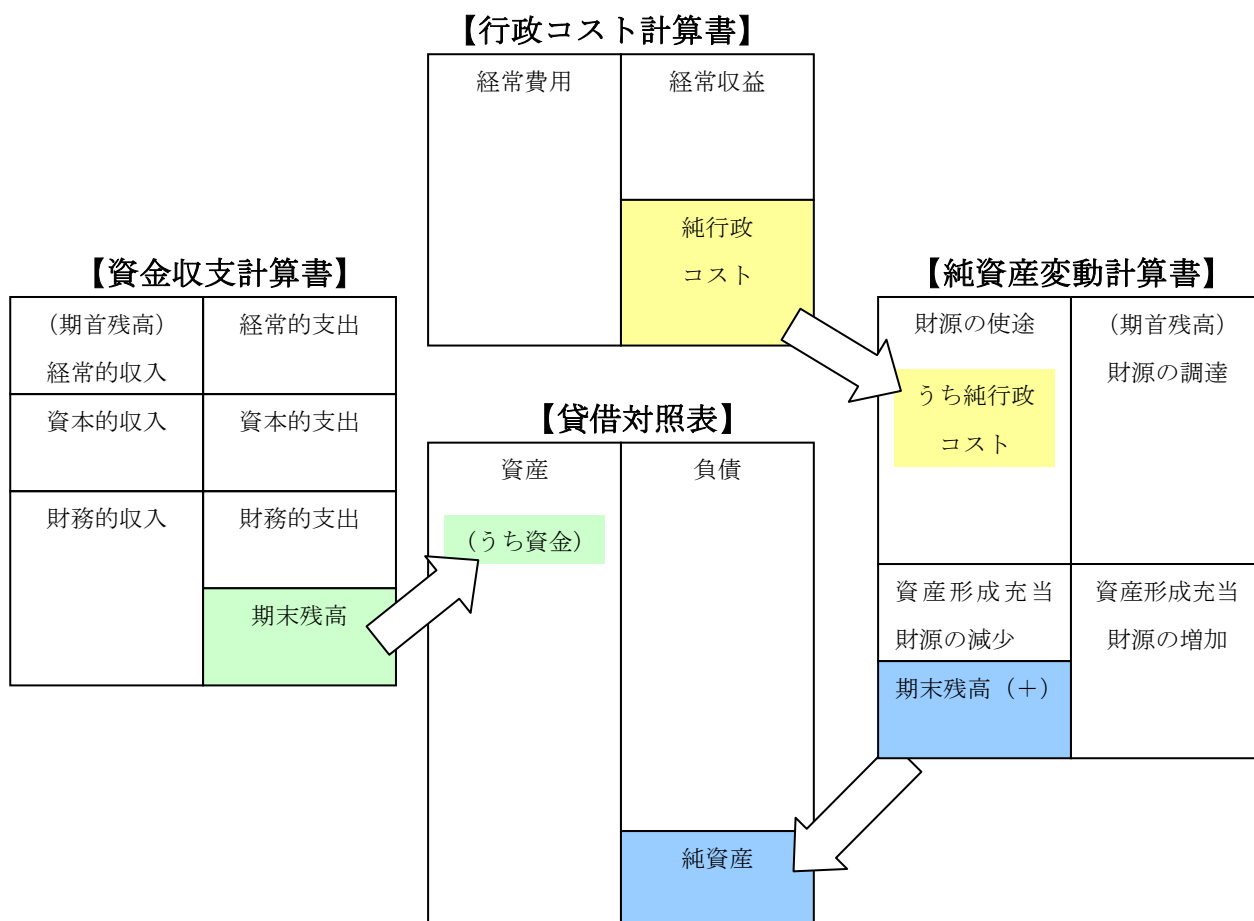 【行政コスト計算書】
経常費用
経常収益
純行政
コスト
【資金収支計算書】
（期首残高）
経常的収入
経常的支出
資本的収入
資本的支出
財務的収入
財務的支出
期末残高
【貸借対照表】
資産
（うち資金）
負債
純資産
【純資産変動計算書】
財源の使途
うち純行政
コスト
（期首残高）
財源の調達
資産形成充当
財源の減少
資産形成充当
財源の増加
期末残高（＋）